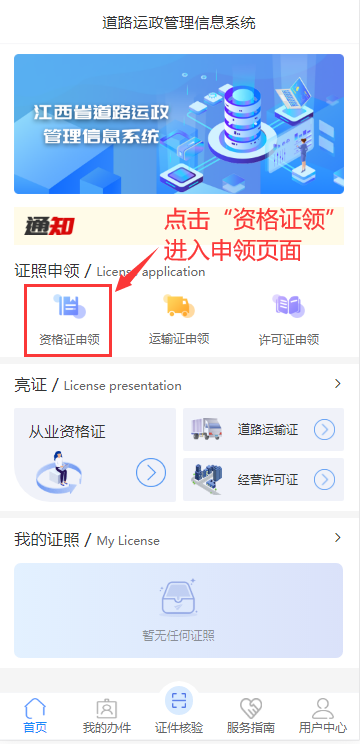 道路运政管理信息系统
江西省道路运政
管理信息系统
通知
点击“资格证领”
进入申领页面
证照申领 / License application
资格证申领
运输证申领
许可证申领
亮证 / License presentation
从业资格证
道路运输证
经营许可证
我的证照 / My License
暂无任何证照
首页
我的办件
证件核验
服务指南
用户中心